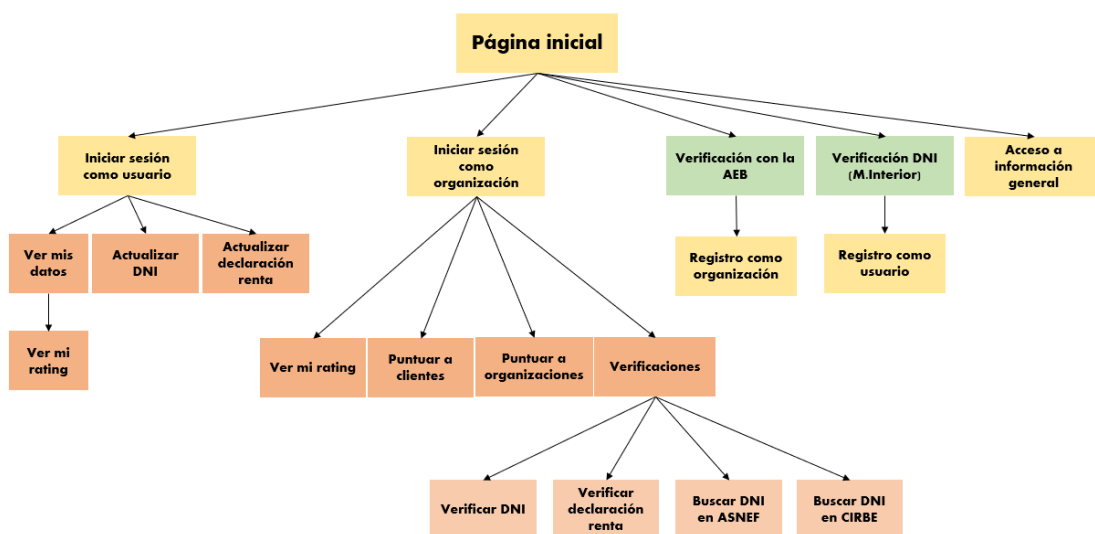 Página inicial
Iniciar sesión
como usuario
Iniciar sesión
como
organización
Verificación con la
AEB
Verificación DNI
(M.Interior)
Acceso a
información
general
Ver mis
datos
Actualizar
DNI
Actualizar
declaración
renta
Registro como
organización
Registro como
usuario
Ver mi
rating
Ver mi rating
Puntuar a
clientes
Puntuar a
organizaciones
Verificaciones
Verificar DNI
Verificar
declaración
renta
Buscar DNI
en ASNEF
Buscar DNI
en CIRBE